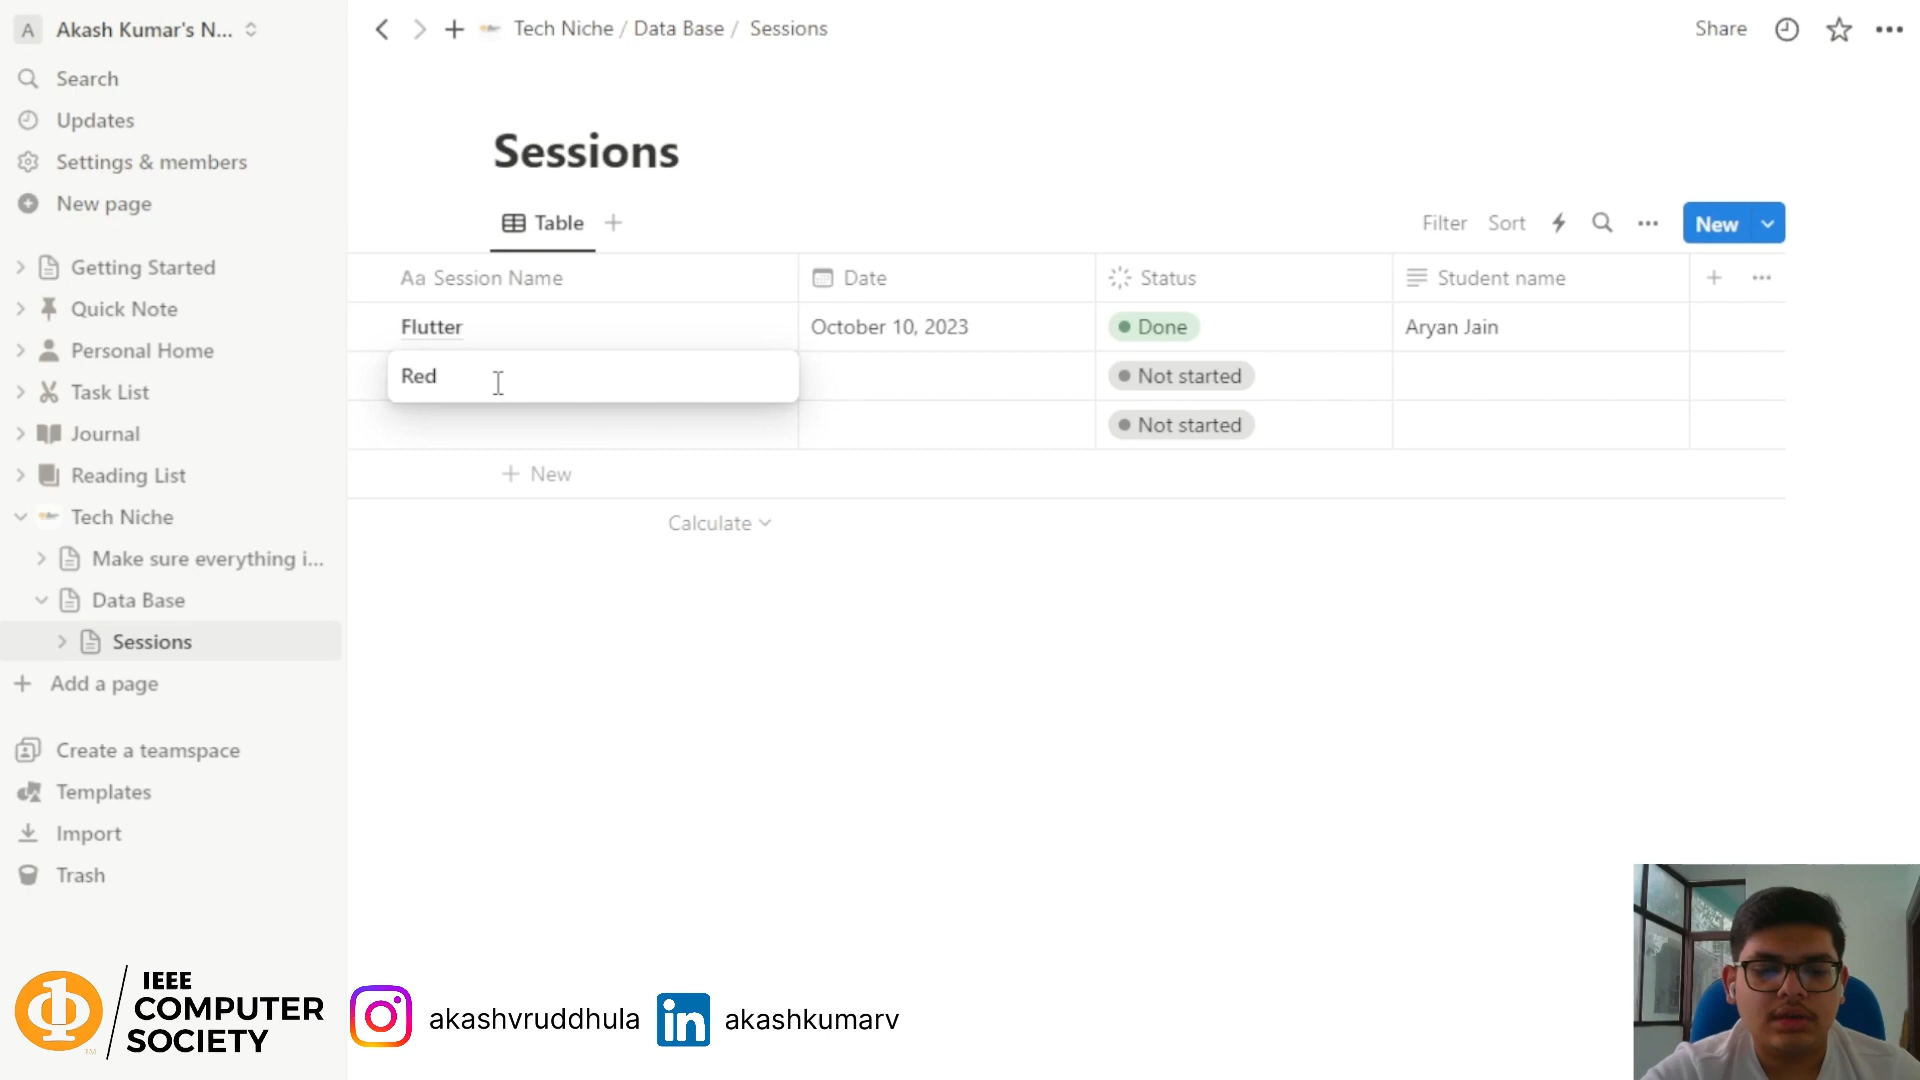 A Akash Kumar's N...
Search
Updates
Settings & members
New page
Getting Started
Quick Note
Personal Home
Task List
Journal
Reading List
Tech Niche
Make sure everything i...
Data Base
Sessions
Add a page
Create a teamspace
Templates
Import
Trash
Tech Niche / Data Base / Sessions
Share
Sessions
Table
Filter Sort New
Aa Session Name Date Status Student name
Flutter October 10, 2023 Done Aryan Jain
Red Not started
Not started
New
Calculate
IEEE
COMPUTER
SOCIETY
TM
akashvruddhula
in akashkumarv